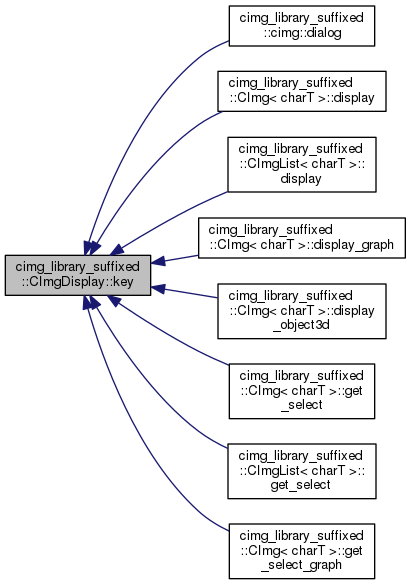 cimg_library_suffixed
::cimg::dialog
cimg_library_suffixed
::CImg< charT >::display
cimg_library_suffixed
::CImgList< charT >::
display
cimg_library_suffixed
::CImg< charT >::display_graph
cimg_library_suffixed
::CImgDisplay::key
cimg_library_suffixed
::CImg< charT >::display
_object3d
cimg_library_suffixed
::CImg< charT >::get
_select
cimg_library_suffixed
::CImgList< charT >::
get_select
cimg_library_suffixed
::CImg< charT >::get
_select_graph